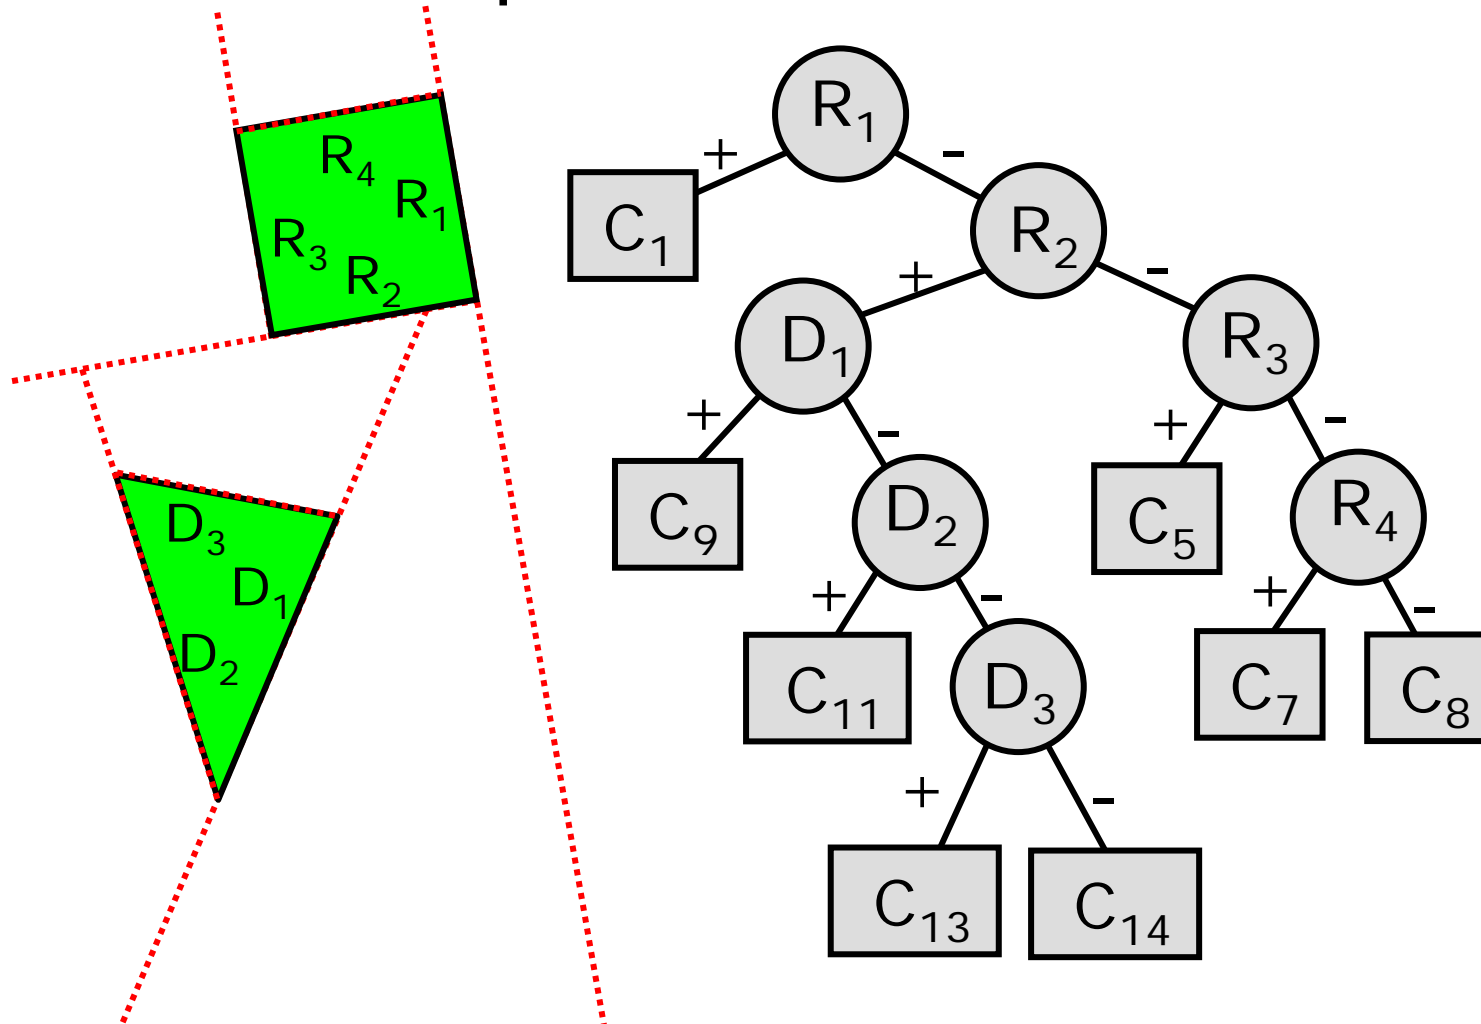 R4
R1
R3
R2
D3
D1
D2
R1
+
-
C1
R2
+
-
D1
R3
+
-
+
-
C9
D2
C5
R4
+
-
+
-
C11
D3
C7
C8
+
-
C13
C14